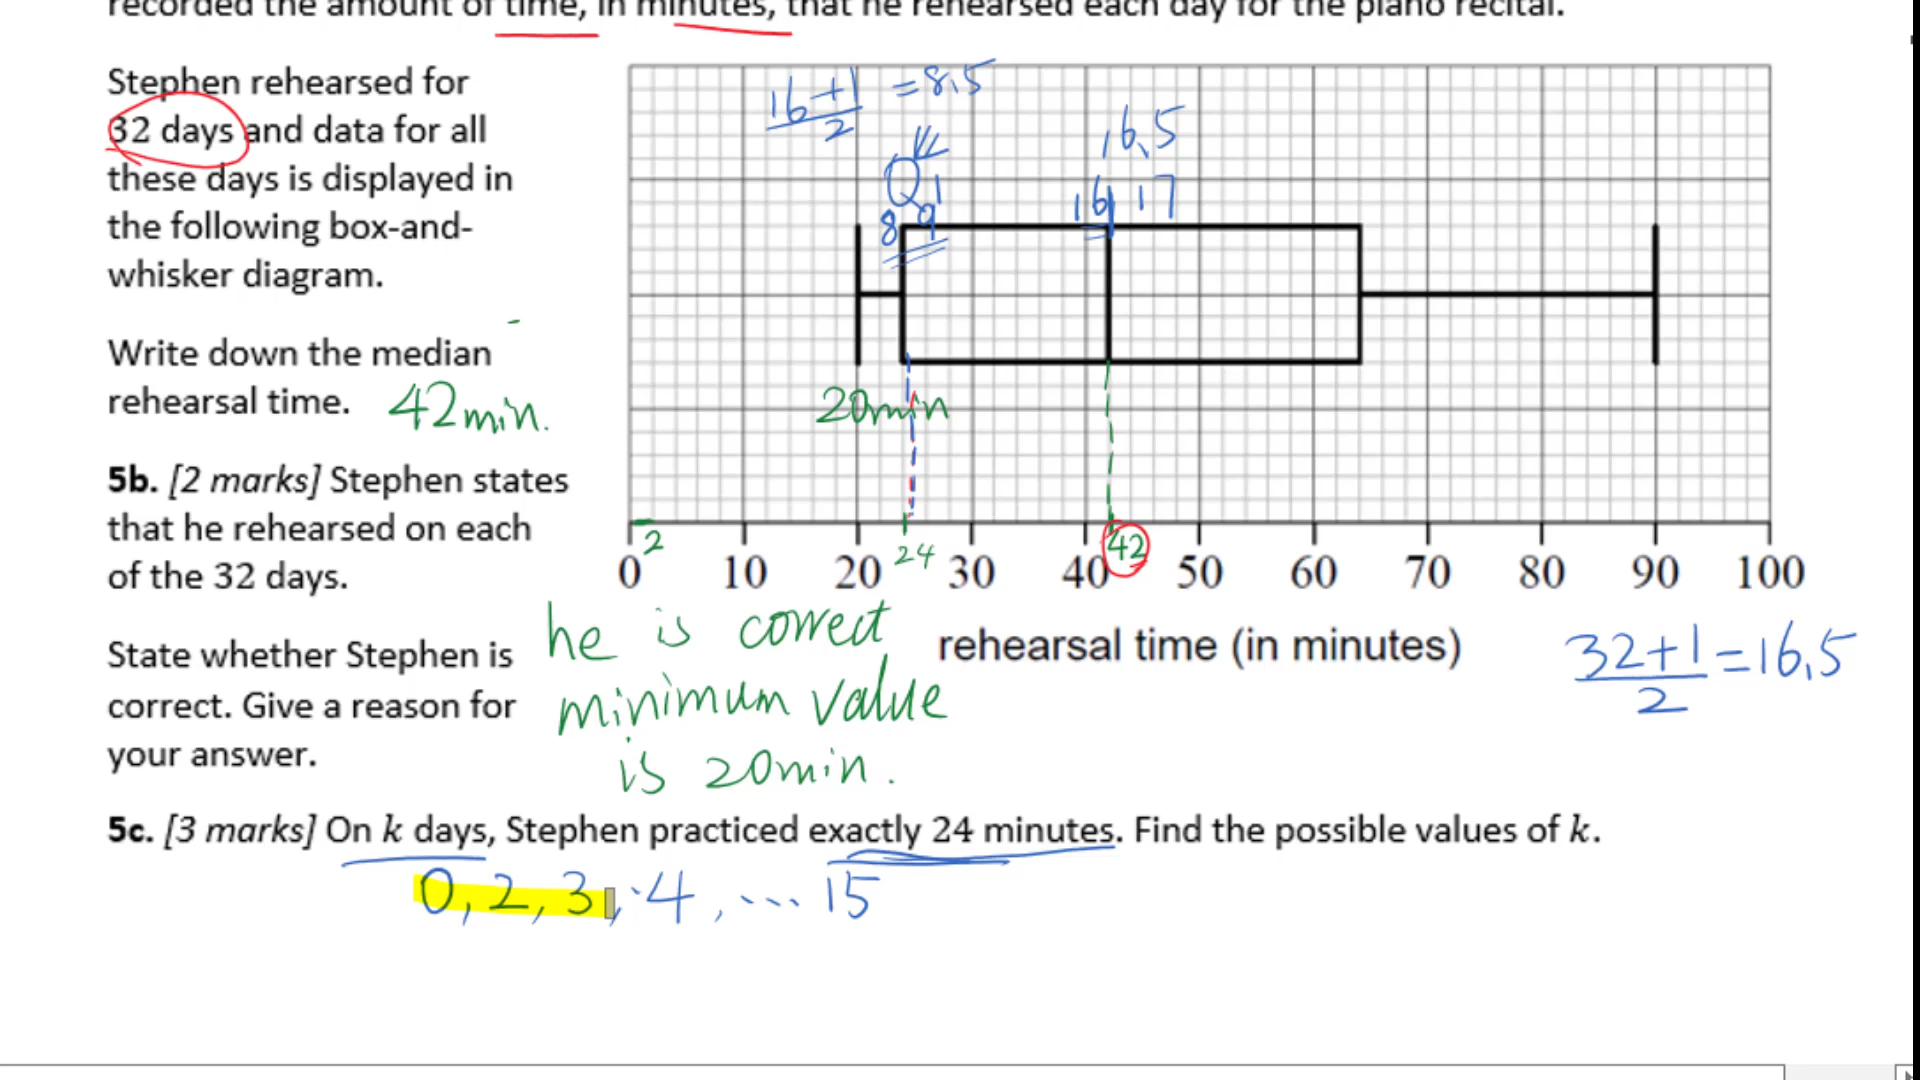 recorded the amount of time, in minutes, that he rehearsed each day for the piano recital.
Stephen rehearsed for
32 days and data for all
these days is displayed in
the following box-and-
whisker diagram.
Write down the median
rehearsal time. 42min.
5b. [2 marks] Stephen states
that he rehearsed on each
of the 32 days.
State whether Stephen is
correct. Give a reason for
your answer.
16+1
2
=8.5
Q1
8 9
16.5
16 17
20min
2
24
42
0 10 20 30 40 50 60 70 80 90 100
rehearsal time (in minutes)
he is correct
minimum value
is 20min.
32+1
2
=16.5
5c. [3 marks] On k days, Stephen practiced exactly 24 minutes. Find the possible values of k.
0, 2, 3, 4, ... 15